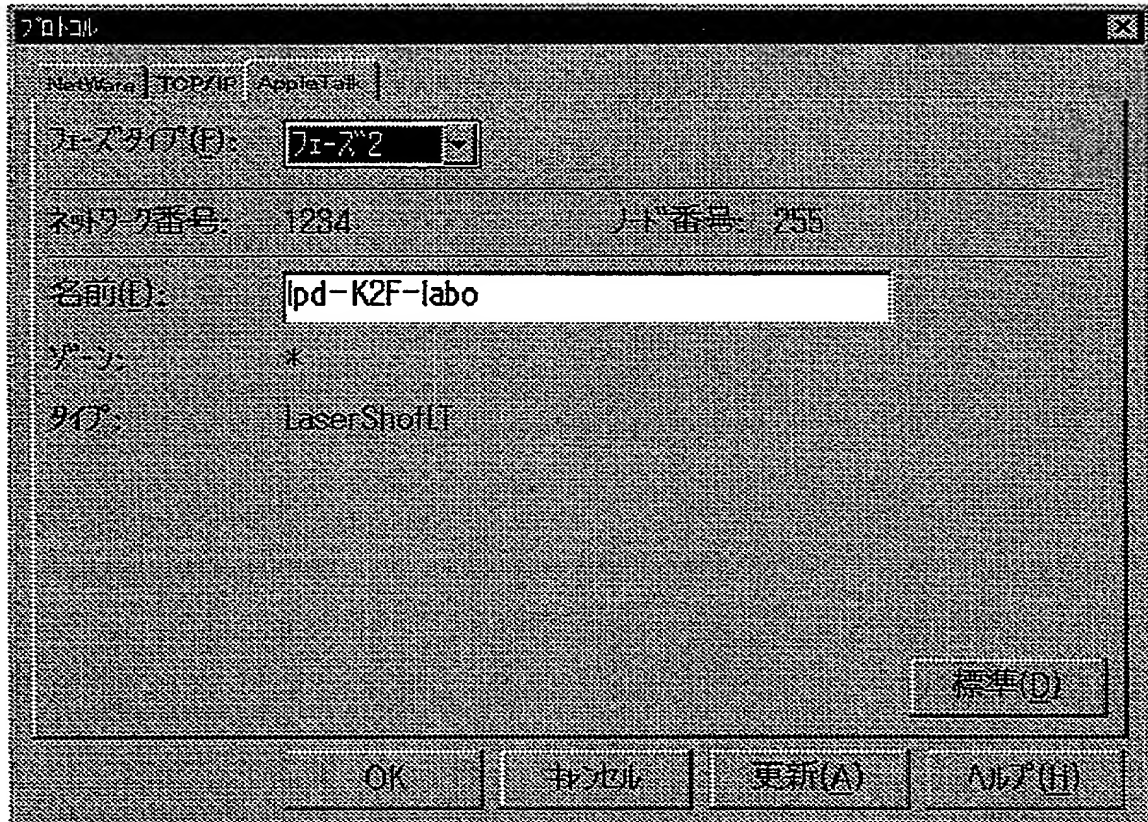 プロトコル
NetWare TCP/IP AppleTalk
フェーズタイプ(F): フェーズ2
ネットワーク番号: 1234 ノード番号: 255
名前(E): lpd-K2F-labo
ゾーン: *
タイプ: LaserShotLT
標準(D)
OK キャンセル 更新(A) ヘルプ(H)